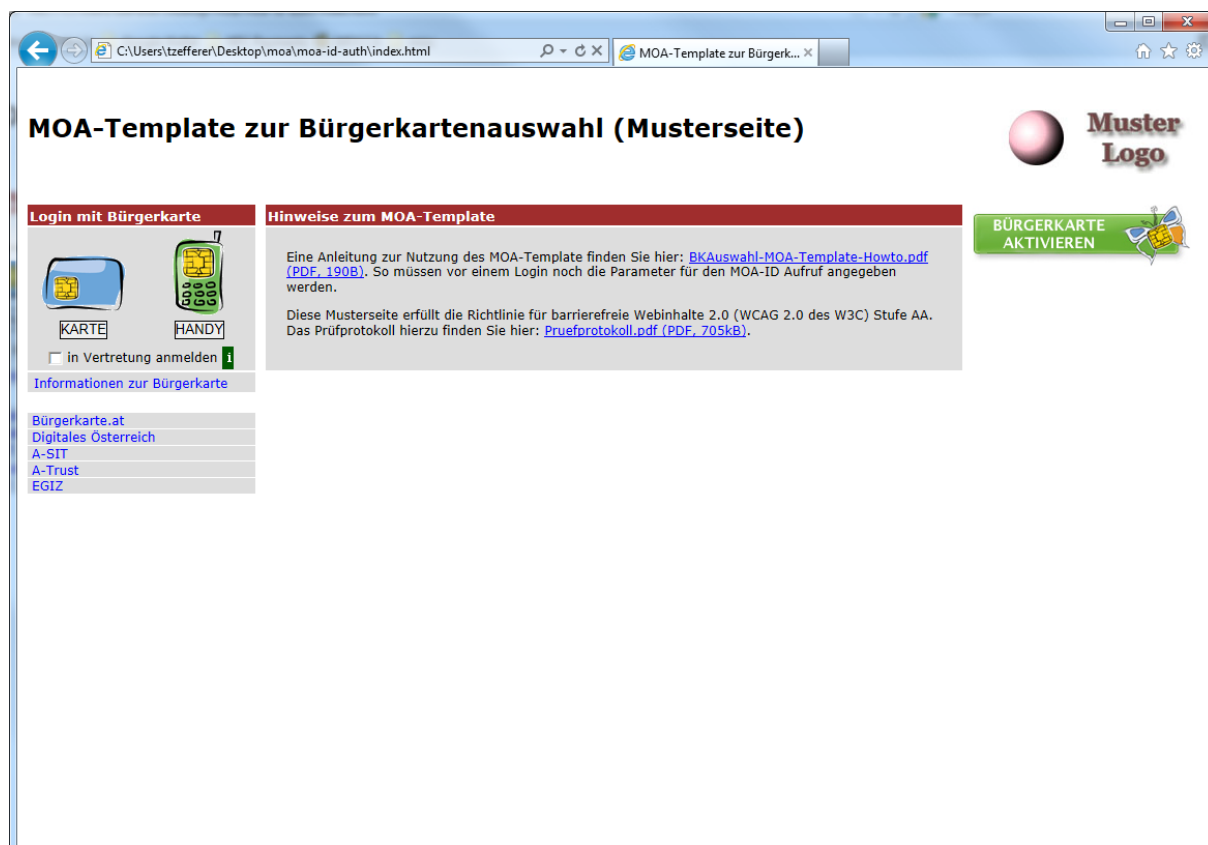 C:\Users\tzefferer\Desktop\moa\moa-id-auth\index.html
MOA-Template zur Bürgerk...
MOA-Template zur Bürgerkartenauswahl (Musterseite)
Muster
Logo
Login mit Bürgerkarte
KARTE
HANDY
in Vertretung anmelden i
Informationen zur Bürgerkarte
Bürgerkarte.at
Digitales Österreich
A-SIT
A-Trust
EGIZ
Hinweise zum MOA-Template
Eine Anleitung zur Nutzung des MOA-Template finden Sie hier: BKAuswahl-MOA-Template-Howto.pdf
(PDF, 190B). So müssen vor einem Login noch die Parameter für den MOA-ID Aufruf angegeben
werden.
Diese Musterseite erfüllt die Richtlinie für barrierefreie Webinhalte 2.0 (WCAG 2.0 des W3C) Stufe AA.
Das Prüfprotokoll hierzu finden Sie hier: Pruefprotokoll.pdf (PDF, 705kB).
BÜRGERKARTE
AKTIVIEREN